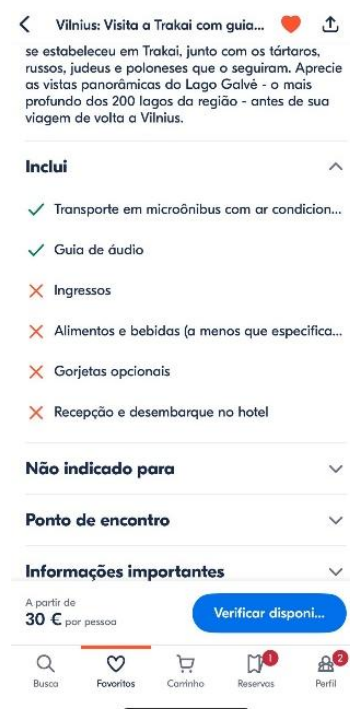 Vilnius: Visita a Trakai com guia...
se estabeleceu em Trakai, junto com os tártaros,
russos, judeus e poloneses que o seguiram. Aprecie
as vistas panorâmicas do Lago Galvé - o mais
profundo dos 200 lagos da região - antes de sua
viagem de volta a Vilnius.
Inclui
Transporte em microônibus com ar condicion...
Guia de áudio
Ingressos
Alimentos e bebidas (a menos que especifica...
Gorjetas opcionais
Recepção e desembarque no hotel
Não indicado para
Ponto de encontro
Informações importantes
A partir de
30 € por pessoa
Verificar disponi...
1
2
Busca Favoritos Carrinho Reservas Perfil